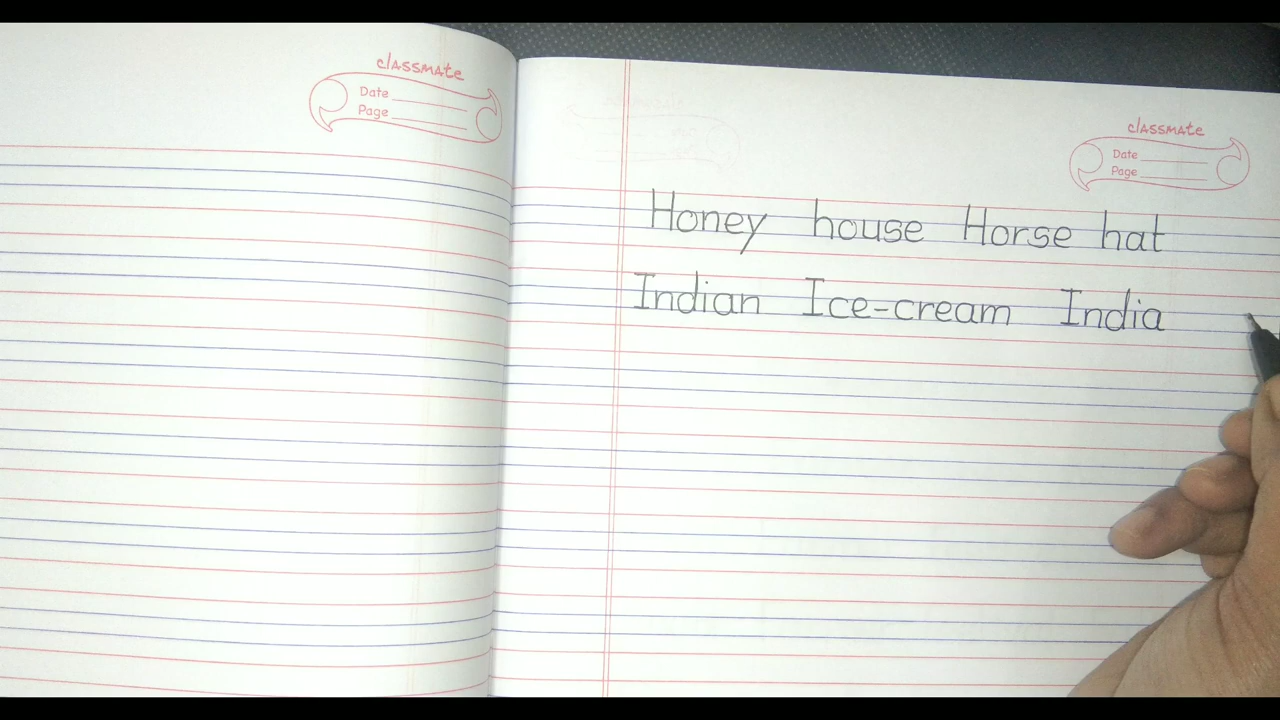 classmate
Date
Page
classmate
Date
Page
Honey house Horse hat
Indian Ice-cream India